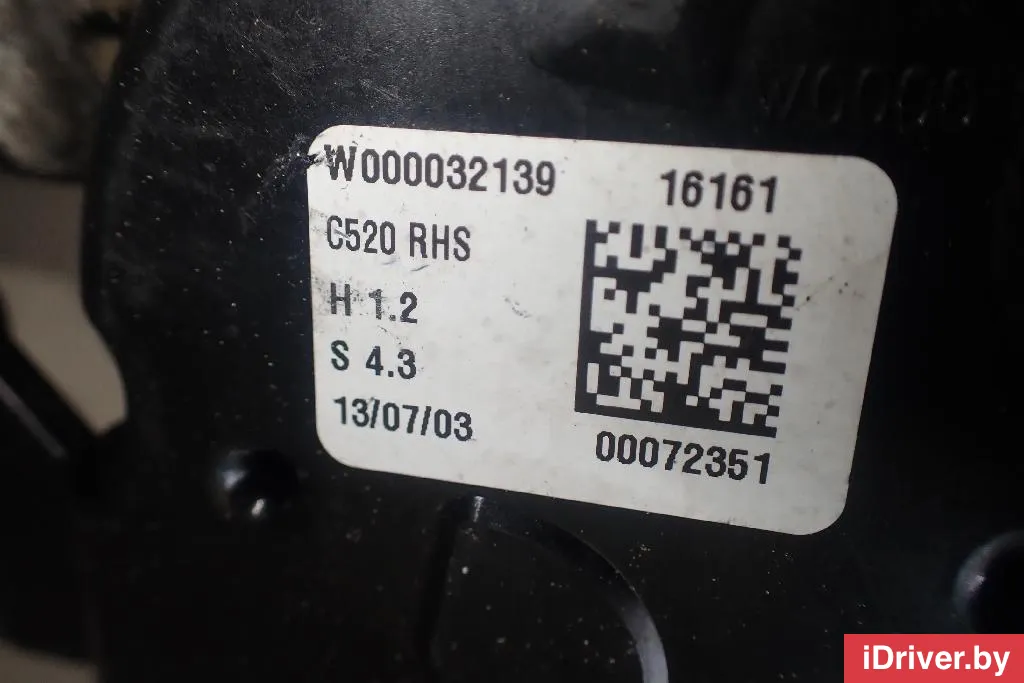 W000032139
16161
C520 RHS
H 1.2
S 4.3
13/07/03
00072351
iDriver.by